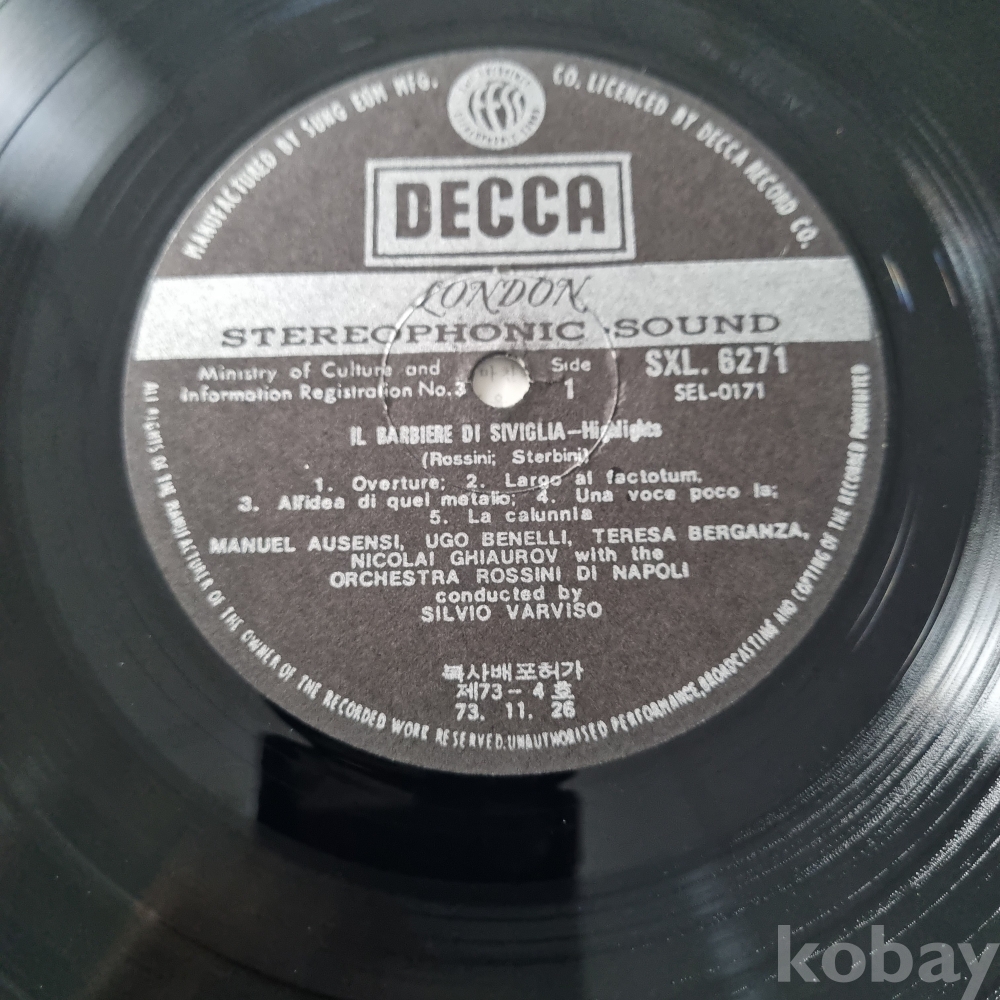 MANUFACTURED BY SUNG EUM MFG. CO. LICENCED BY DECCA RECORD CO.
DECCA
LONDON
STEREOPHONIC SOUND
Ministry of Culture and
Information Registration No.3
Side
1
SXL. 6271
SEL-0171
IL BARBIERE DI SIVIGLIA—Highlights
(Rossini; Sterbini)
1. Overture; 2. Largo al factotum,
3. All'idea di quel metallo; 4. Una voce poco la;
5. La calunnia
MANUEL AUSENSI, UGO BENELLI, TERESA BERGANZA,
NICOLAI GHIAUROV with the
ORCHESTRA ROSSINI DI NAPOLI
conducted by
SILVIO VARVISO
복사배포허가
제73-4호
73. 11. 26
ALL RIGHTS OF THE MANUFACTURER OF THE OWNER OF THE RECORDED WORK RESERVED. UNAUTHORISED PERFORMANCE, BROADCASTING AND COPYING OF THE RECORDED PROHIBITED
kobay